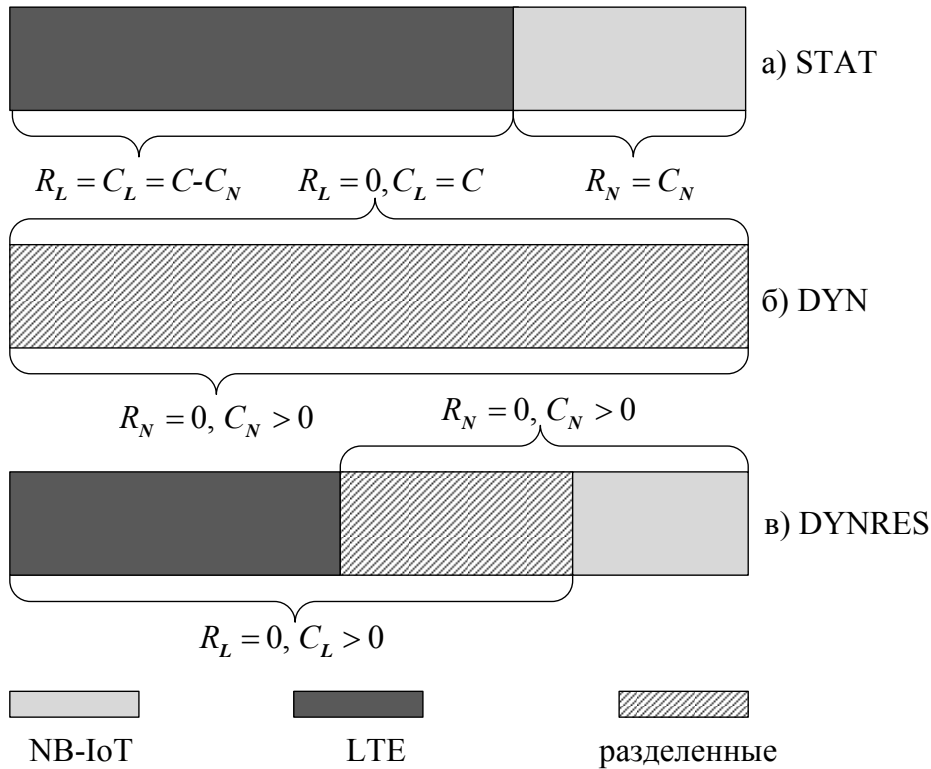 а) STAT
R_L = C_L = C-C_N
R_L = 0, C_L = C
R_N = C_N
б) DYN
R_N = 0, C_N > 0
R_N = 0, C_N > 0
в) DYNRES
R_L = 0, C_L > 0
NB-IoT
LTE
разделенные